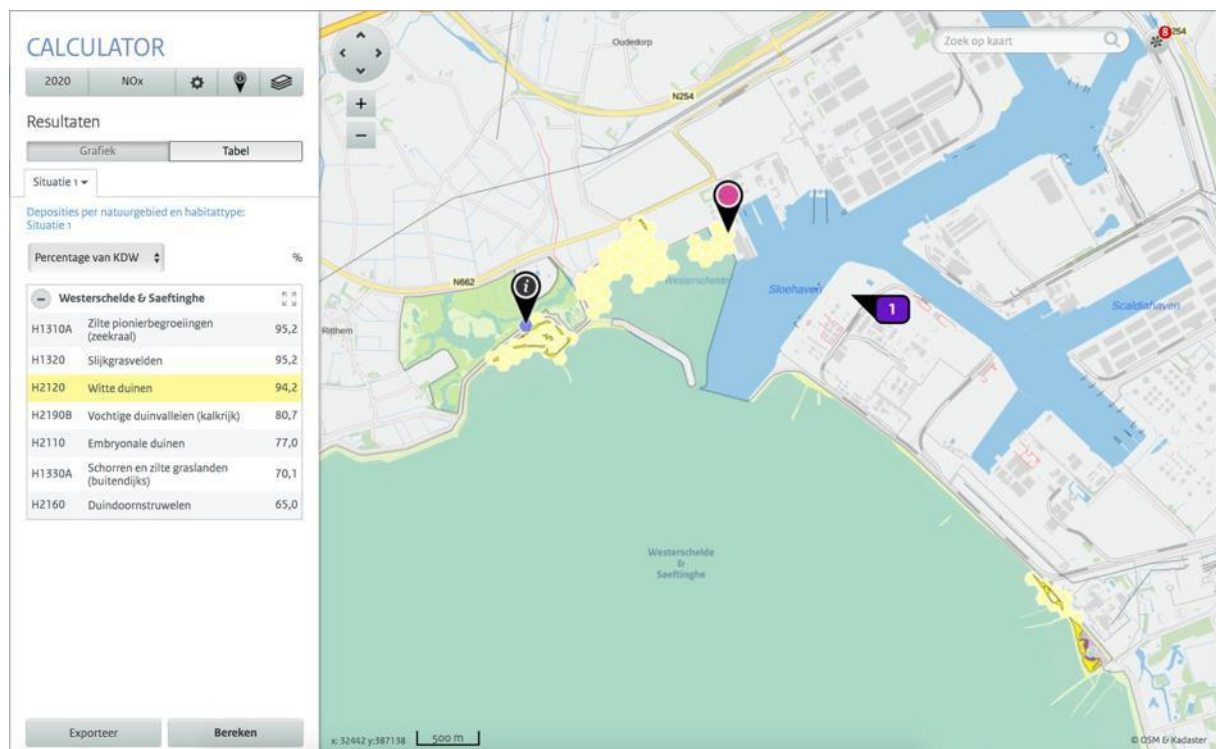 CALCULATOR
2020 NOx
Resultaten
Grafiek Tabel
Situatie 1
Deposities per natuurgebied en habitattype:
Situatie 1
Percentage van KDW %
Westerschelde & Saeftinghe
H1310A Zilte pionierbegroeiingen
(zeekraal) 95,2
H1320 Slijkgrasvelden 95,2
H2120 Witte duinen 94,2
H2190B Vochtige duinvalleien (kalkrijk) 80,7
H2110 Embryonale duinen 77,0
H1330A Schorren en zilte graslanden
(buitendijks) 70,1
H2160 Duindoornstruwelen 65,0
Exporteer Bereken
Oudedorp
Zoek op kaart
8
254
N254
N662
Ritthem
Westerschelde
Sloehaven
1
Scaldiahaven
Westerschelde
&
Saeftinghe
x: 32442 y:387138 500 m
© OSM & Kadaster